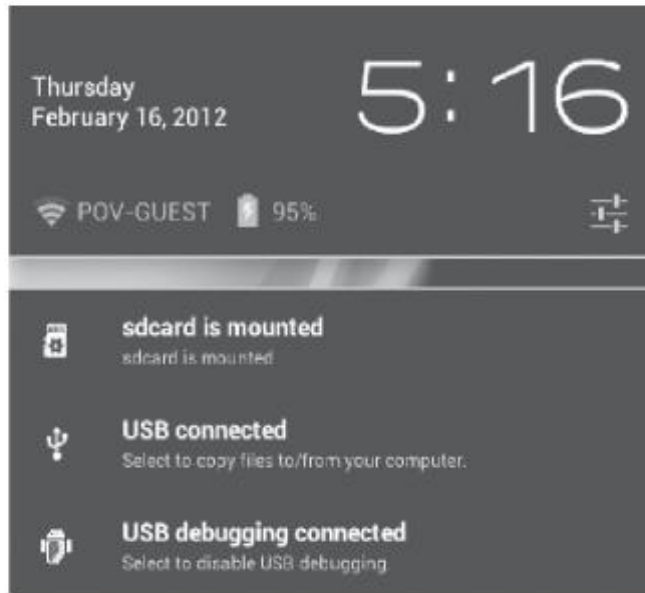 Thursday
5:16
February 16, 2012
POV-GUEST 95%
sdcard is mounted
sdcard is mounted
USB connected
Select to copy files to/from your computer.
USB debugging connected
Select to disable USB debugging